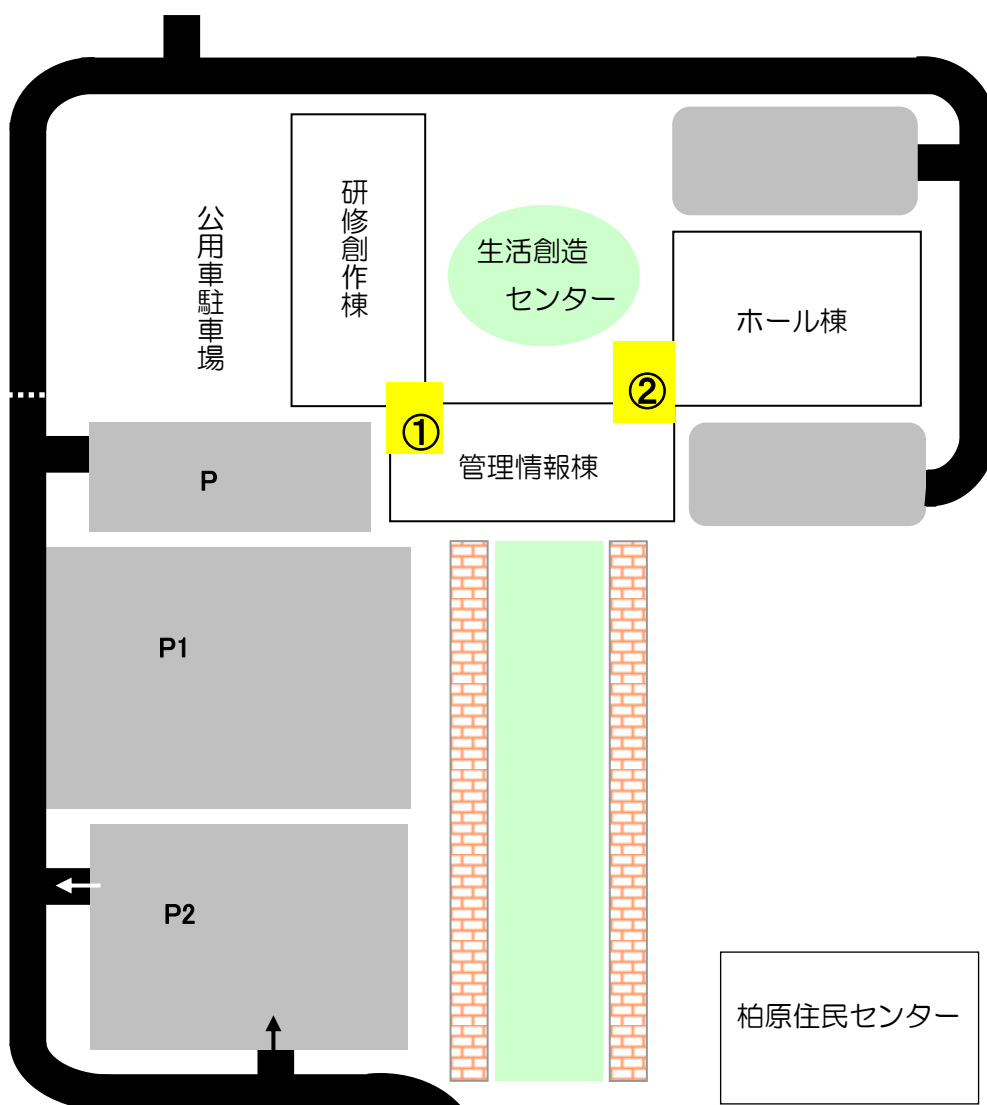 研修創作棟
公用車駐車場
生活創造
センター
ホール棟
①
②
管理情報棟
P
P1
P2
柏原住民センター